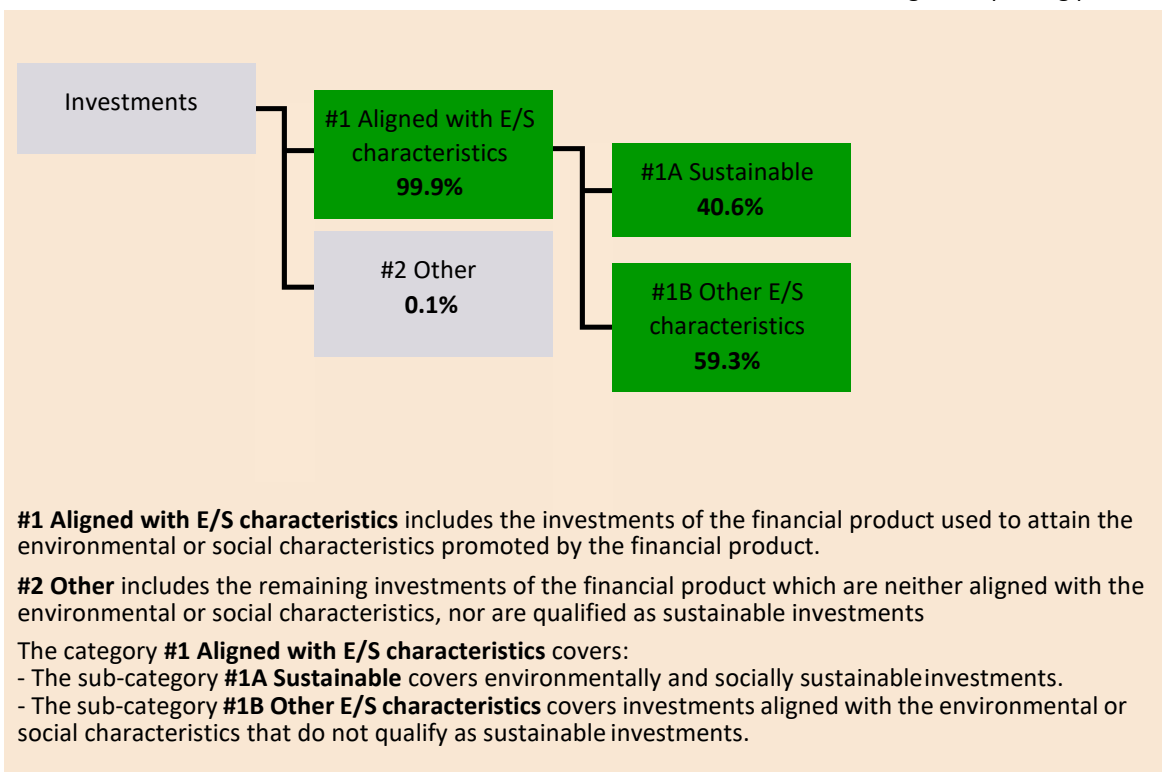 Investments
#1 Aligned with E/S
characteristics
99.9%
#2 Other
0.1%
#1A Sustainable
40.6%
#1B Other E/S
characteristics
59.3%
#1 Aligned with E/S characteristics includes the investments of the financial product used to attain the
environmental or social characteristics promoted by the financial product.
#2 Other includes the remaining investments of the financial product which are neither aligned with the
environmental or social characteristics, nor are qualified as sustainable investments
The category #1 Aligned with E/S characteristics covers:
- The sub-category #1A Sustainable covers environmentally and socially sustainable investments.
- The sub-category #1B Other E/S characteristics covers investments aligned with the environmental or
social characteristics that do not qualify as sustainable investments.